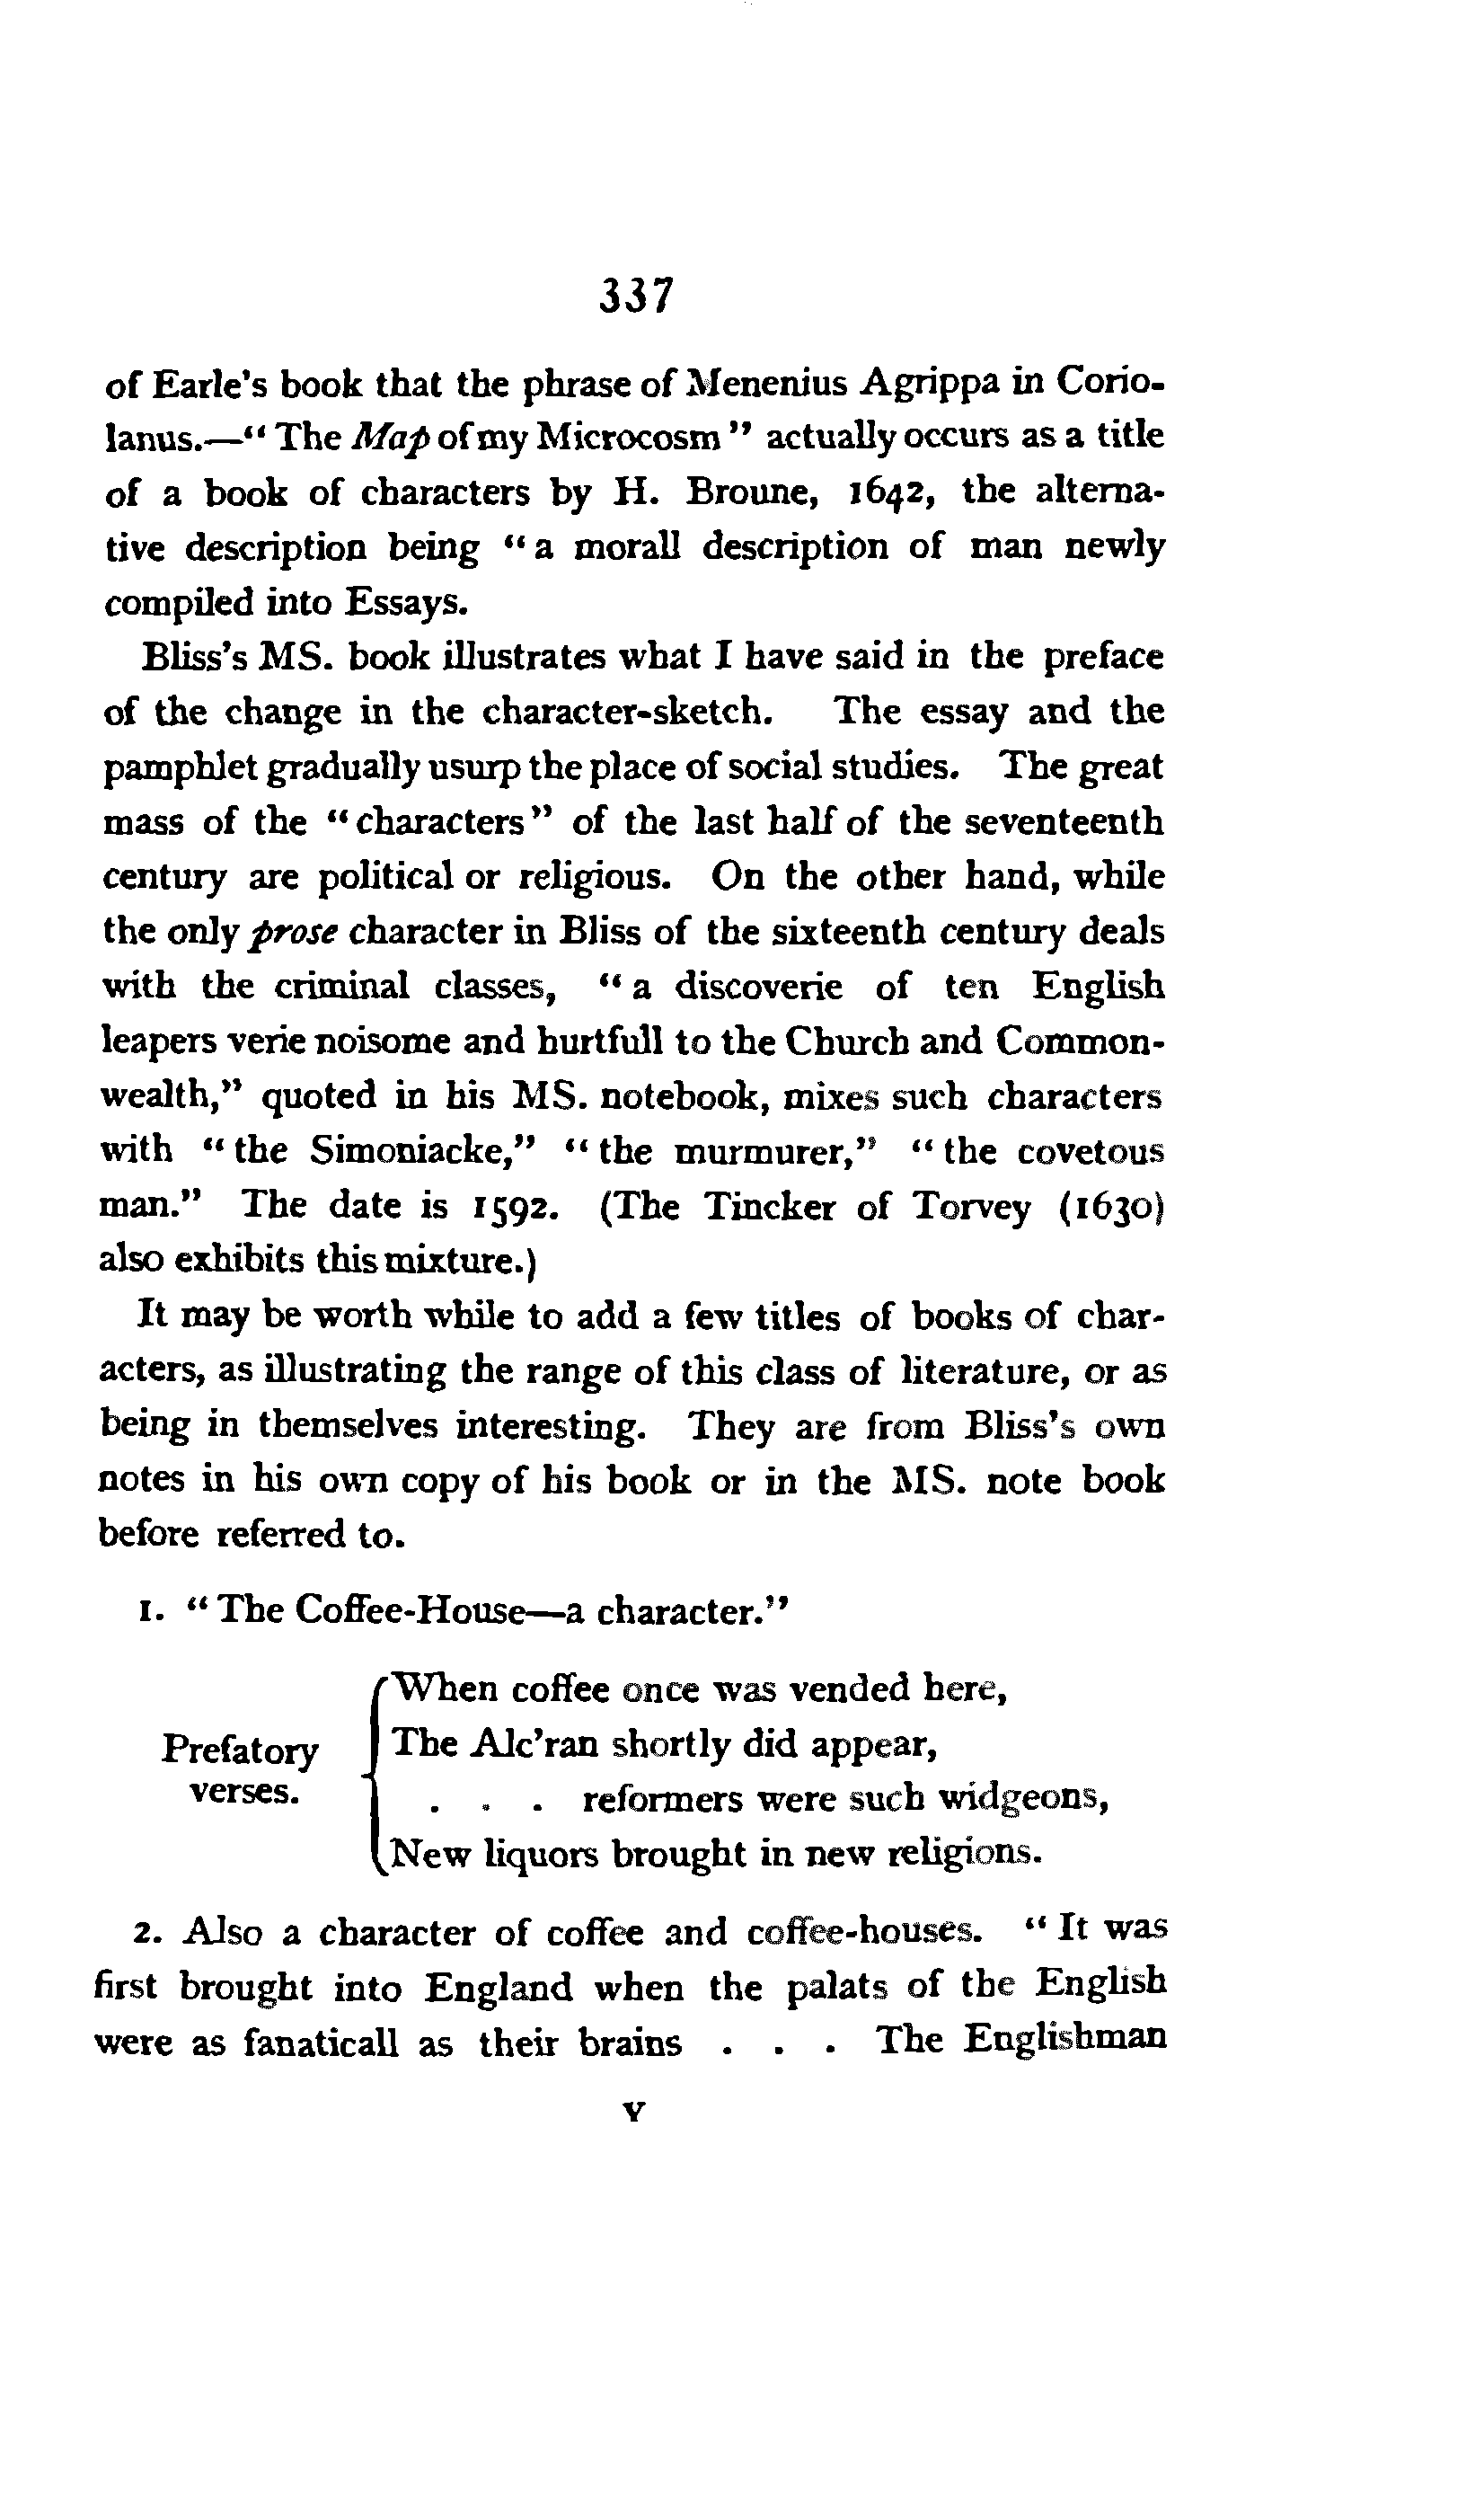 337
of Earle's book that the phrase of Menenius Agrippa in Corio-
lanus.—" The Map of my Microcosm " actually occurs as a title
of a book of characters by H. Broune, 1642, the alterna-
tive description being " a morall description of man newly
compiled into Essays.
Bliss's MS. book illustrates what I have said in the preface
of the change in the character-sketch. The essay and the
pamphlet gradually usurp the place of social studies. The great
mass of the " characters " of the last half of the seventeenth
century are political or religious. On the other hand, while
the only prose character in Bliss of the sixteenth century deals
with the criminal classes, " a discoverie of ten English
leapers verie noisome and hurtfull to the Church and Common-
wealth," quoted in his MS. notebook, mixes such characters
with " the Simoniacke," " the murmurer," " the covetous
man." The date is 1592. (The Tincker of Torvey (1630)
also exhibits this mixture.)
It may be worth while to add a few titles of books of char-
acters, as illustrating the range of this class of literature, or as
being in themselves interesting. They are from Bliss's own
notes in his own copy of his book or in the MS. note book
before referred to.
1. " The Coffee-House—a character."
When coffee once was vended here,
Prefatory The Alc'ran shortly did appear,
verses. . . . reformers were such widgeons,
New liquors brought in new religions.
2. Also a character of coffee and coffee-houses. " It was
first brought into England when the palats of the English
were as fanaticall as their brains . . . The Englishman
Y